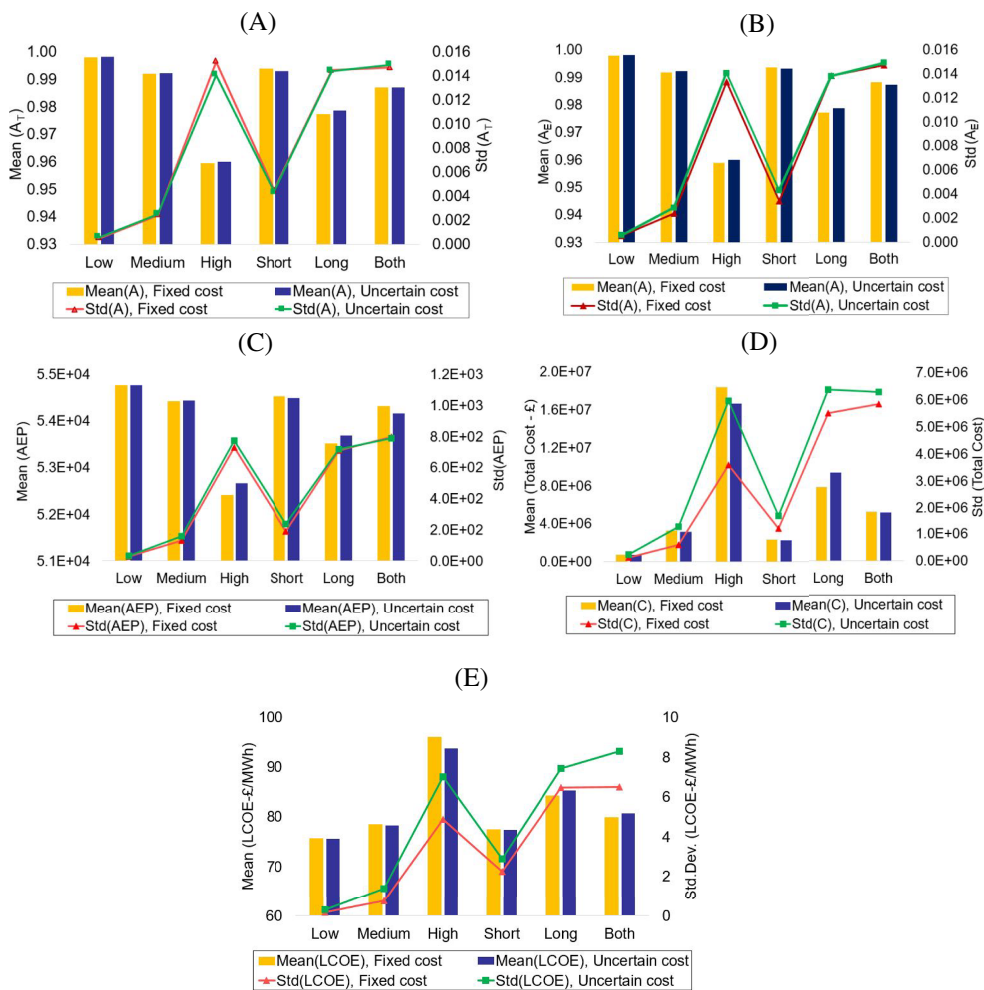 (A)
Mean (A_T)
1.00
0.99
0.98
0.97
0.96
0.95
0.94
0.93
0.016
0.014
0.012
0.010
0.008
0.006
0.004
0.002
0.000
Std (A_T)
Low Medium High Short Long Both
Mean(A), Fixed cost Mean(A), Uncertain cost
Std(A), Fixed cost Std(A), Uncertain cost
(B)
Mean (A_E)
1.00
0.99
0.98
0.97
0.96
0.95
0.94
0.93
0.016
0.014
0.012
0.010
0.008
0.006
0.004
0.002
0.000
Std (A_E)
Low Medium High Short Long Both
Mean(A), Fixed cost Mean(A), Uncertain cost
Std(A), Fixed cost Std(A), Uncertain cost
(C)
Mean (AEP)
5.5E+04
5.4E+04
5.3E+04
5.2E+04
5.1E+04
1.2E+03
1.0E+03
8.0E+02
6.0E+02
4.0E+02
2.0E+02
0.0E+00
Std(AEP)
Low Medium High Short Long Both
Mean(AEP), Fixed cost Mean(AEP), Uncertain cost
Std(AEP), Fixed cost Std(AEP), Uncertain cost
(D)
Mean (Total Cost - £)
2.0E+07
1.6E+07
1.2E+07
8.0E+06
4.0E+06
0.0E+00
7.0E+06
6.0E+06
5.0E+06
4.0E+06
3.0E+06
2.0E+06
1.0E+06
0.0E+00
Std (Total Cost)
Low Medium High Short Long Both
Mean(C), Fixed cost Mean(C), Uncertain cost
Std(C), Fixed cost Std(C), Uncertain cost
(E)
Mean (LCOE-£/MWh)
100
90
80
70
60
10
8
6
4
2
0
Std.Dev. (LCOE-£/MWh)
Low Medium High Short Long Both
Mean(LCOE), Fixed cost Mean(LCOE), Uncertain cost
Std(LCOE), Fixed cost Std(LCOE), Uncertain cost